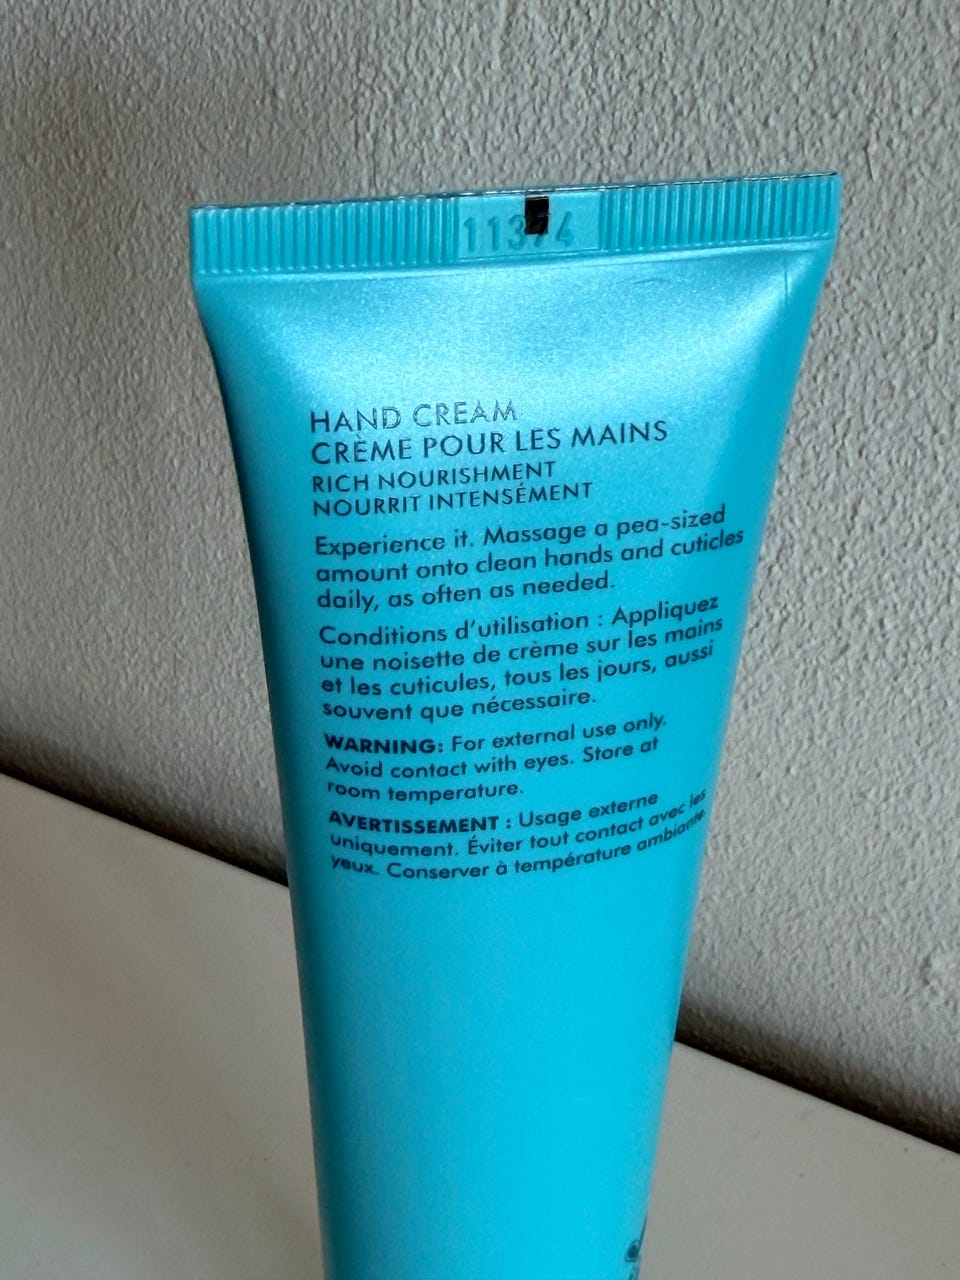 HAND CREAM
CRÈME POUR LES MAINS
RICH NOURISHMENT
NOURRIT INTENSÉMENT
Experience it. Massage a pea-sized
amount onto clean hands and cuticles
daily, as often as needed.
Conditions d'utilisation : Appliquez
une noisette de crème sur les mains
et les cuticules, tous les jours, aussi
souvent que nécessaire.
WARNING: For external use only.
Avoid contact with eyes. Store at
room temperature.
AVERTISSEMENT : Usage externe
uniquement. Éviter tout contact avec les
yeux. Conserver à température ambiante.